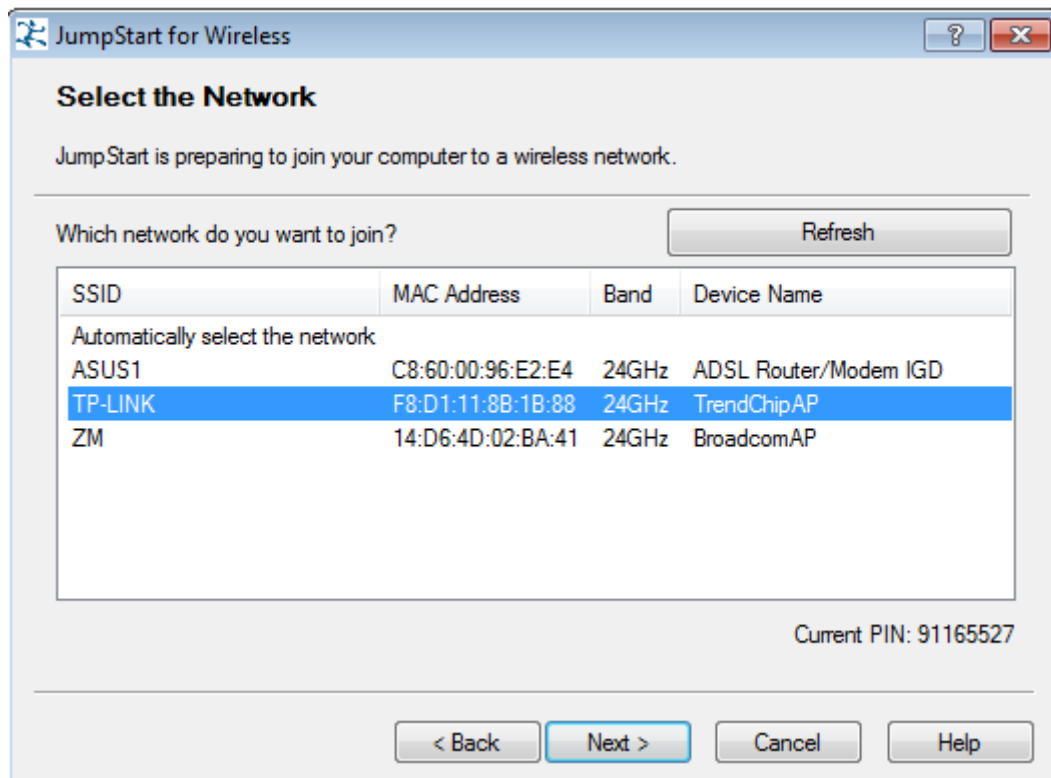 JumpStart for Wireless
Select the Network
JumpStart is preparing to join your computer to a wireless network.
Which network do you want to join? Refresh
SSID MAC Address Band Device Name
Automatically select the network
ASUS1 C8:60:00:96:E2:E4 24GHz ADSL Router/Modem IGD
TP-LINK F8:D1:11:8B:1B:88 24GHz TrendChipAP
ZM 14:D6:4D:02:BA:41 24GHz BroadcomAP
Current PIN: 91165527
< Back Next > Cancel Help